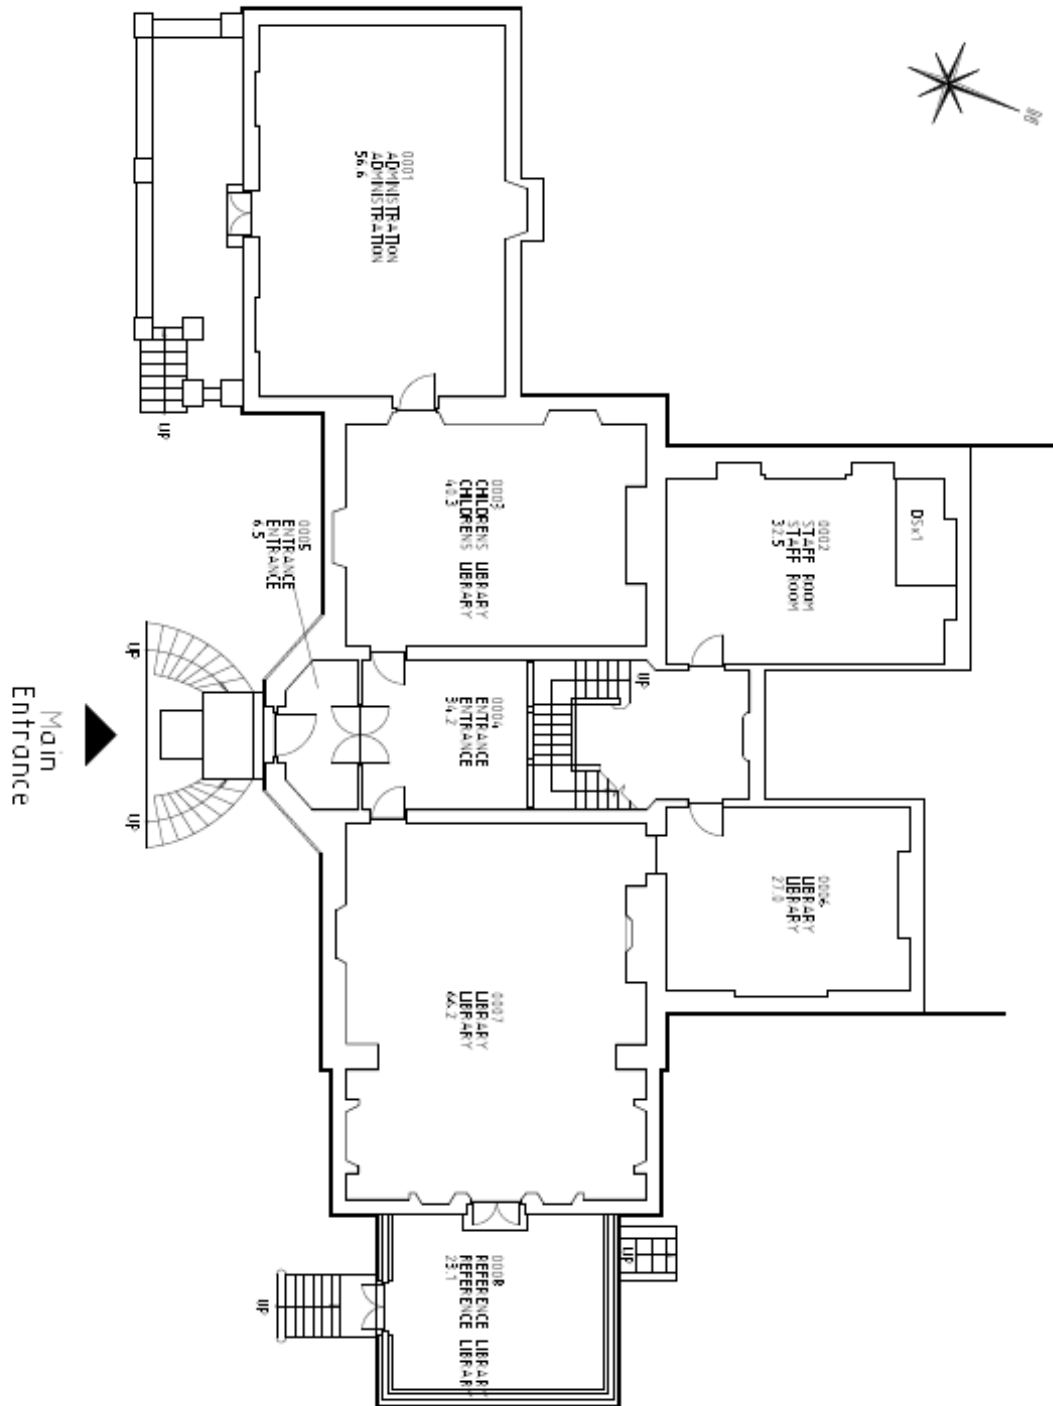 0001
ADMINISTRATION
ADMINISTRATION
56.6
UP
0003
CHILDRENS LIBRARY
CHILDRENS LIBRARY
40.3
0002
STAFF ROOM
STAFF ROOM
32.5
DSx1
0005
ENTRANCE
ENTRANCE
6.5
UP
UP
Main
Entrance
0004
ENTRANCE
ENTRANCE
34.2
UP
0006
LIBRARY
LIBRARY
27.0
0007
LIBRARY
LIBRARY
66.2
0008
REFERENCE LIBRARY
REFERENCE LIBRARY
23.1
UP
UP